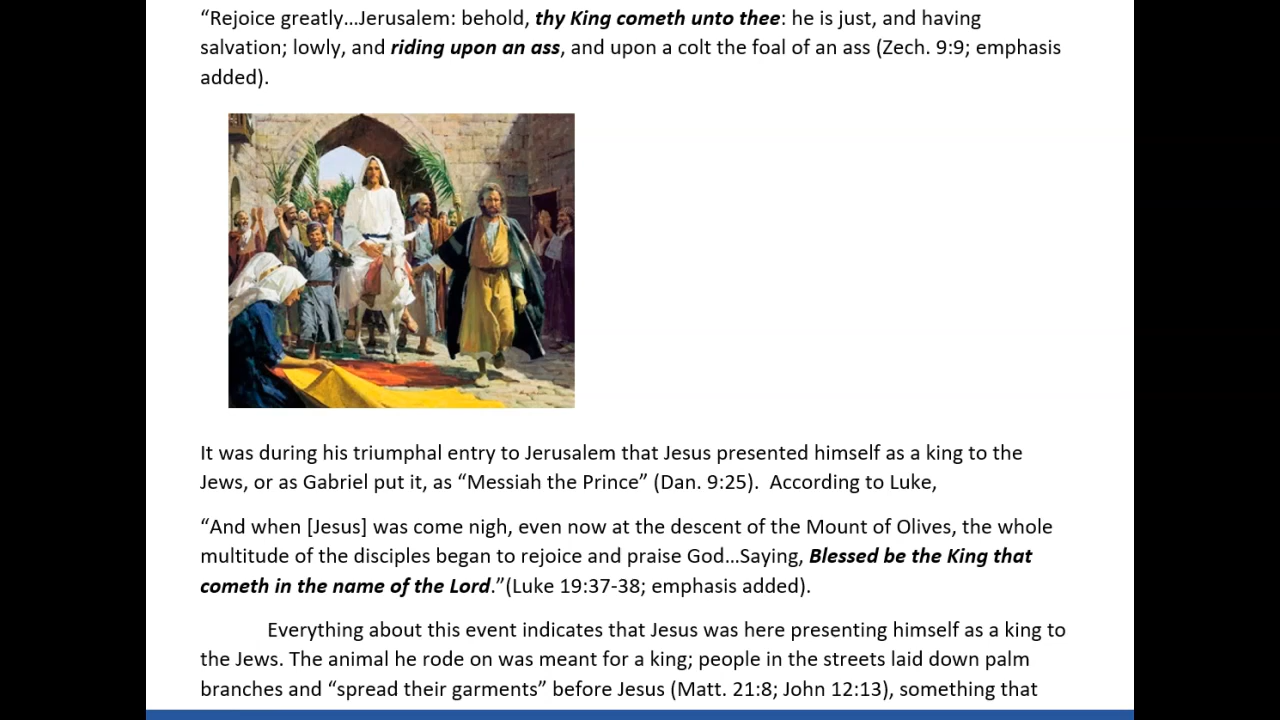 “Rejoice greatly…Jerusalem: behold, thy King cometh unto thee: he is just, and having
salvation; lowly, and riding upon an ass, and upon a colt the foal of an ass (Zech. 9:9; emphasis
added).
It was during his triumphal entry to Jerusalem that Jesus presented himself as a king to the
Jews, or as Gabriel put it, as “Messiah the Prince” (Dan. 9:25).  According to Luke,
“And when [Jesus] was come nigh, even now at the descent of the Mount of Olives, the whole
multitude of the disciples began to rejoice and praise God…Saying, Blessed be the King that
cometh in the name of the Lord.”(Luke 19:37-38; emphasis added).
Everything about this event indicates that Jesus was here presenting himself as a king to
the Jews. The animal he rode on was meant for a king; people in the streets laid down palm
branches and “spread their garments” before Jesus (Matt. 21:8; John 12:13), something that